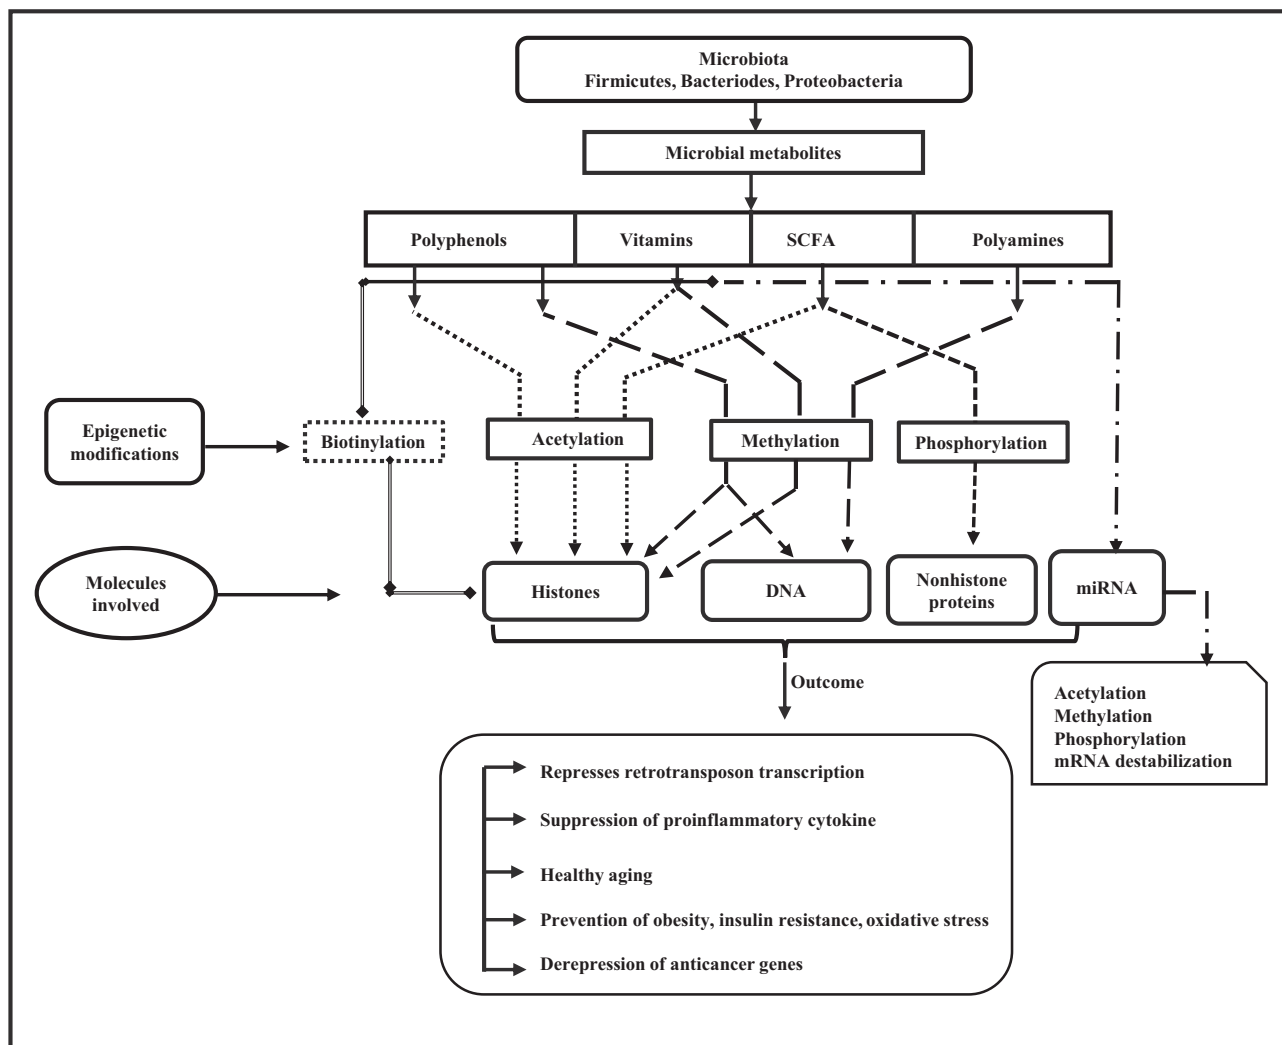 Microbiota
Firmicutes, Bacteriodes, Proteobacteria
Microbial metabolites
Polyphenols
Vitamins
SCFA
Polyamines
Epigenetic
modifications
Biotinylation
Acetylation
Methylation
Phosphorylation
Molecules
involved
Histones
DNA
Nonhistone
proteins
miRNA
Outcome
Acetylation
Methylation
Phosphorylation
mRNA destabilization
Represses retrotransposon transcription
Suppression of proinflammatory cytokine
Healthy aging
Prevention of obesity, insulin resistance, oxidative stress
Derepression of anticancer genes